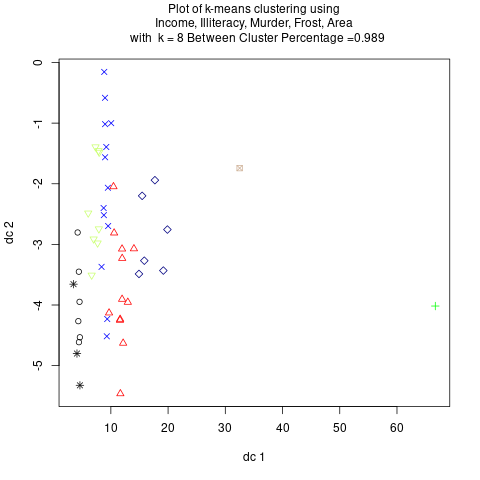 Plot of k-means clustering using
Income, Illiteracy, Murder, Frost, Area
with  k = 8 Between Cluster Percentage =0.989
0
-1
-2
-3
-4
-5
dc 2
10
20
30
40
50
60
dc 1